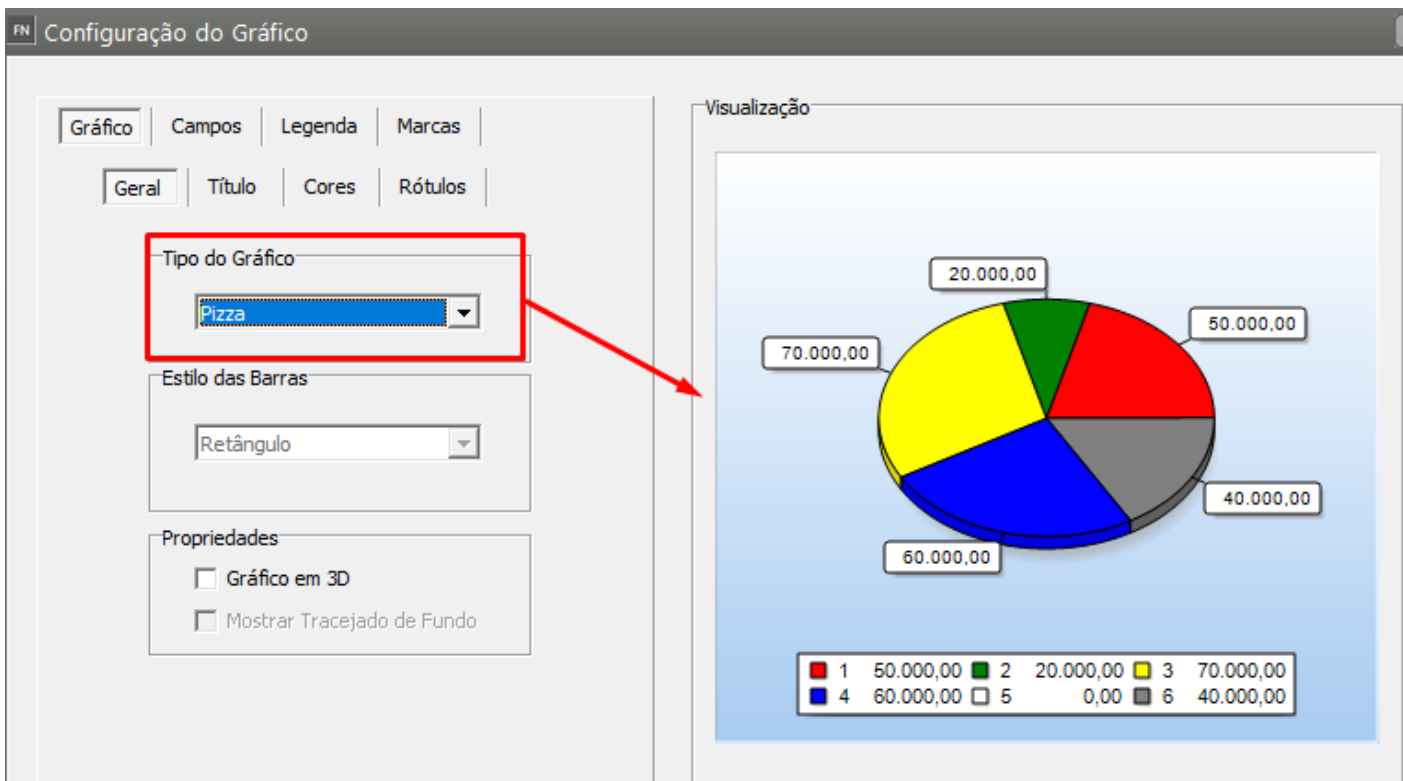 FN Configuração do Gráfico
Gráfico Campos Legenda Marcas
Geral Título Cores Rótulos
Tipo do Gráfico
Pizza
Estilo das Barras
Retângulo
Propriedades
Gráfico em 3D
Mostrar Tracejado de Fundo
Visualização
20.000,00
50.000,00
70.000,00
40.000,00
60.000,00
1 50.000,00 2 20.000,00 3 70.000,00
4 60.000,00 5 0,00 6 40.000,00